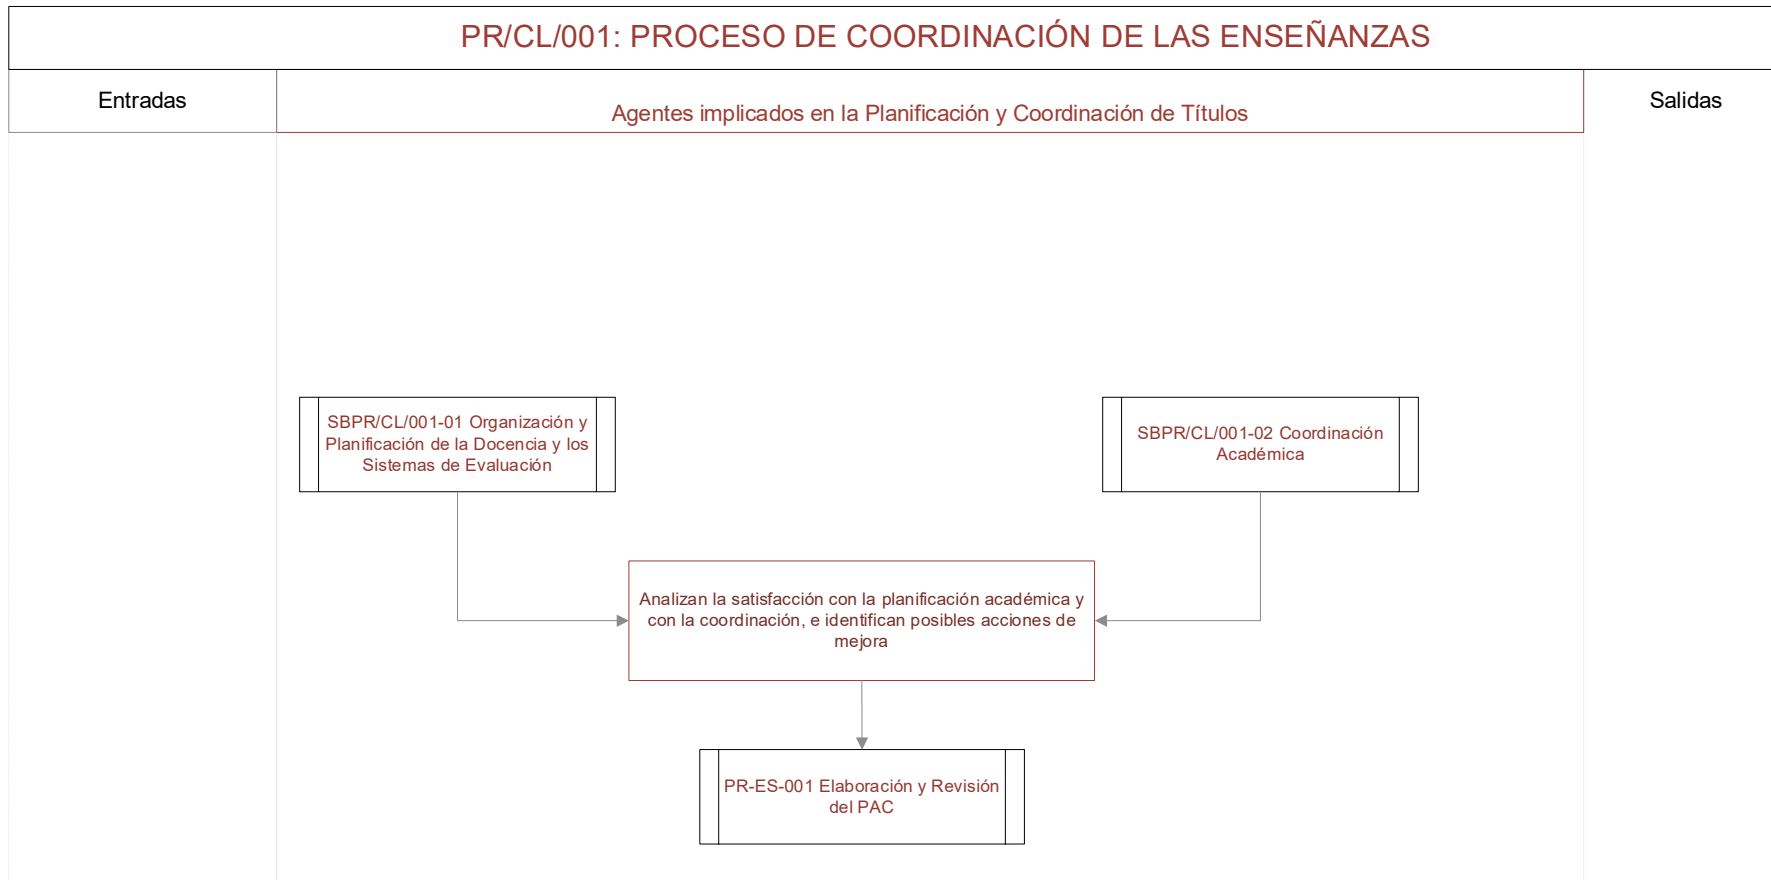 PR/CL/001: PROCESO DE COORDINACIÓN DE LAS ENSEÑANZAS
Entradas
Agentes implicados en la Planificación y Coordinación de Títulos
Salidas
SBPR/CL/001-01 Organización y
Planificación de la Docencia y los
Sistemas de Evaluación
SBPR/CL/001-02 Coordinación
Académica
Analizan la satisfacción con la planificación académica y
con la coordinación, e identifican posibles acciones de
mejora
PR-ES-001 Elaboración y Revisión
del PAC